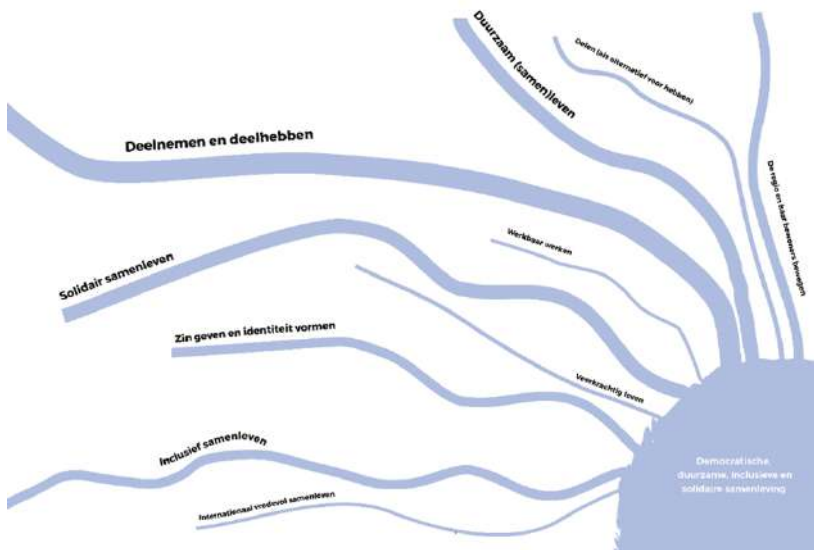 Duurzaam (samen)leven
Delen (als alternatief voor hebben)
Deelnemen en deelhebben
De regio en haar bewoners bewegen
Werkbaar werken
Solidair samenleven
Zin geven en identiteit vormen
Veerkrachtig leven
Inclusief samenleven
Internationaal vredevol samenleven
Democratische,
duurzame, inclusieve en
solidaire samenleving